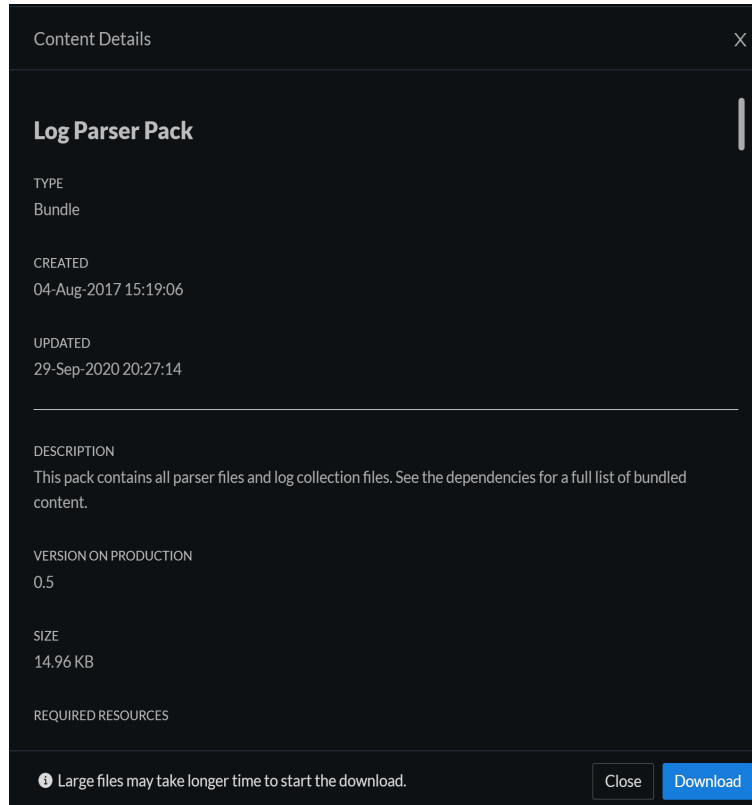 Content Details
X
Log Parser Pack
TYPE
Bundle
CREATED
04-Aug-2017 15:19:06
UPDATED
29-Sep-2020 20:27:14
DESCRIPTION
This pack contains all parser files and log collection files. See the dependencies for a full list of bundled
content.
VERSION ON PRODUCTION
0.5
SIZE
14.96 KB
REQUIRED RESOURCES
Large files may take longer time to start the download.
Close
Download